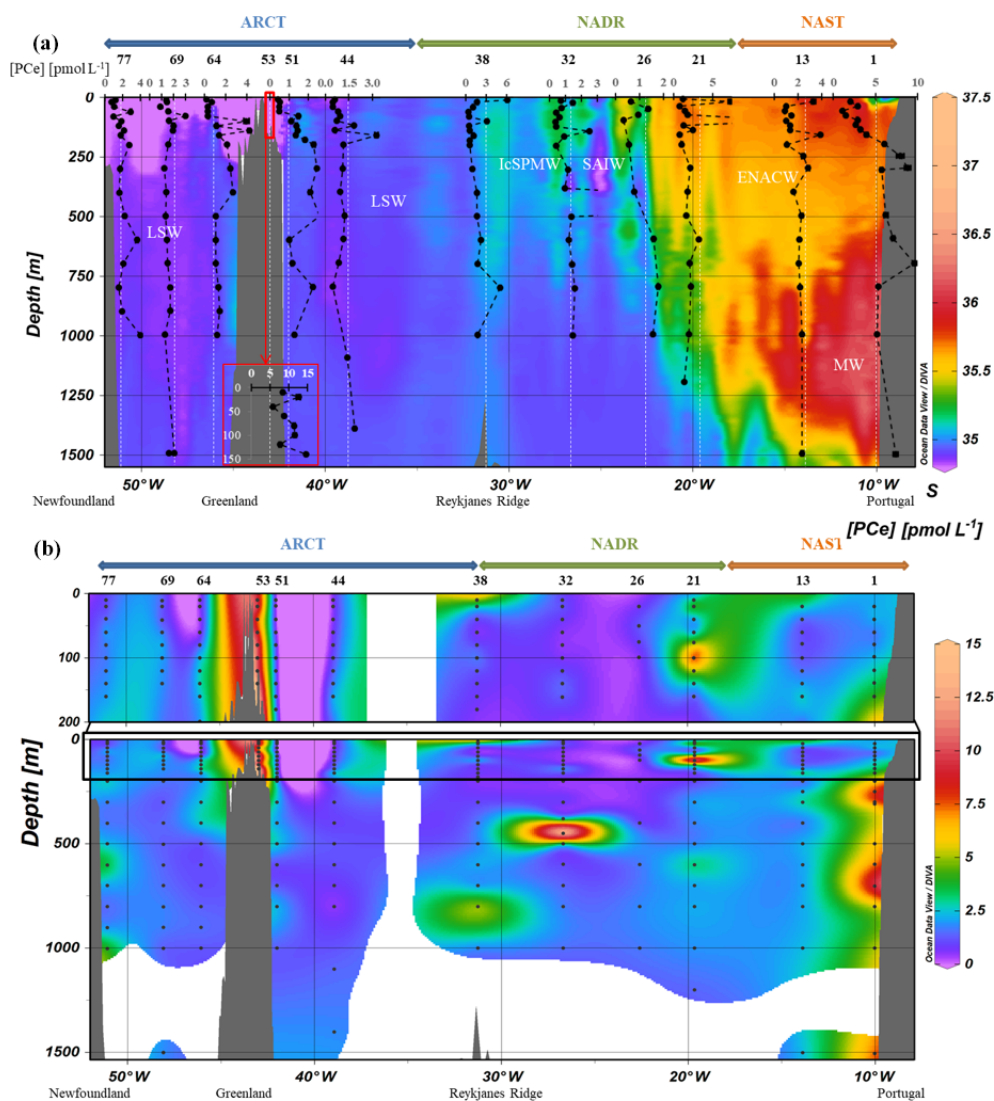 ARCT NADR NAST
(a)
77 69 64 53 51 44 38 32 26 21 13 1
[PCe] [pmol L-1]
0 2 4 0 1 2 3 0 2 4 0 0 1 2 0.0 1.5 3.0 0 3 6 0 1 2 3 0 1 2 0 5 0 2 4 0 5 10
0
250
500
750
1000
1250
1500
Depth [m]
LSW
LSW
IcSPMW
SAIW
ENACW
MW
0 5 10 15
0
50
100
150
37.5
37
36.5
36
35.5
35
S
Ocean Data View / DIVA
50°W 40°W 30°W 20°W 10°W
Newfoundland Greenland Reykjanes Ridge Portugal
[PCe] [pmol L-1]
(b)
ARCT NADR NAST
77 69 64 53 51 44 38 32 26 21 13 1
0
100
200
0
500
1000
1500
Depth [m]
15
12.5
10
7.5
5
2.5
0
Ocean Data View / DIVA
50°W 40°W 30°W 20°W 10°W
Newfoundland Greenland Reykjanes Ridge Portugal